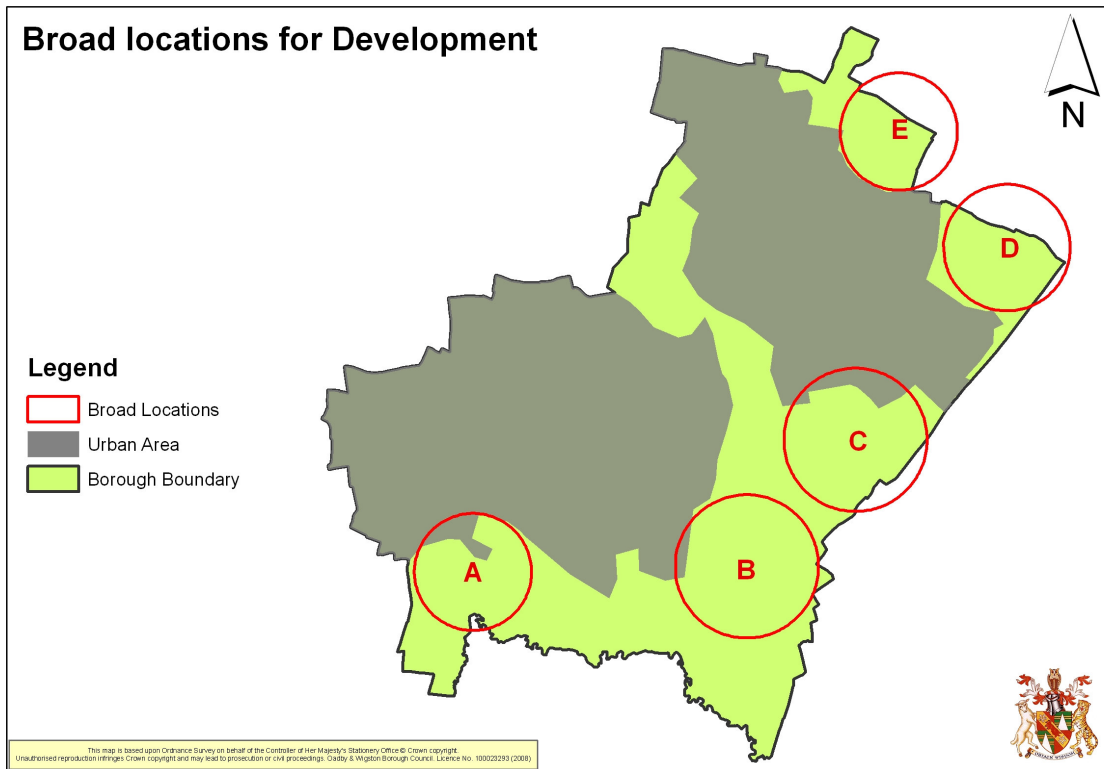 Broad locations for Development
N
E
D
C
B
A
Legend
Broad Locations
Urban Area
Borough Boundary
This map is based upon Ordnance Survey on behalf of the Controller of Her Majesty's Stationery Office © Crown copyright.
Unauthorised reproduction infringes Crown copyright and may lead to prosecution or civil proceedings. Oadby & Wigston Borough Council. Licence No. 100023293 (2008)